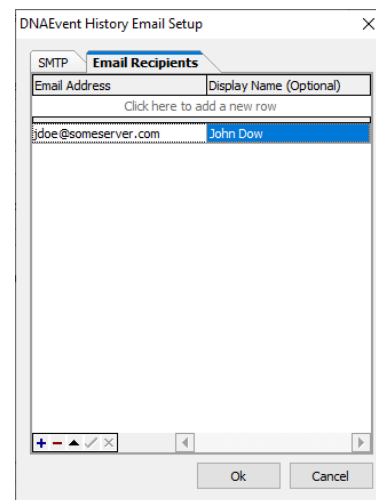 DNAEvent History Email Setup
SMTP Email Recipients
Email Address Display Name (Optional)
Click here to add a new row
jdoe@someserver.com John Dow
Ok Cancel